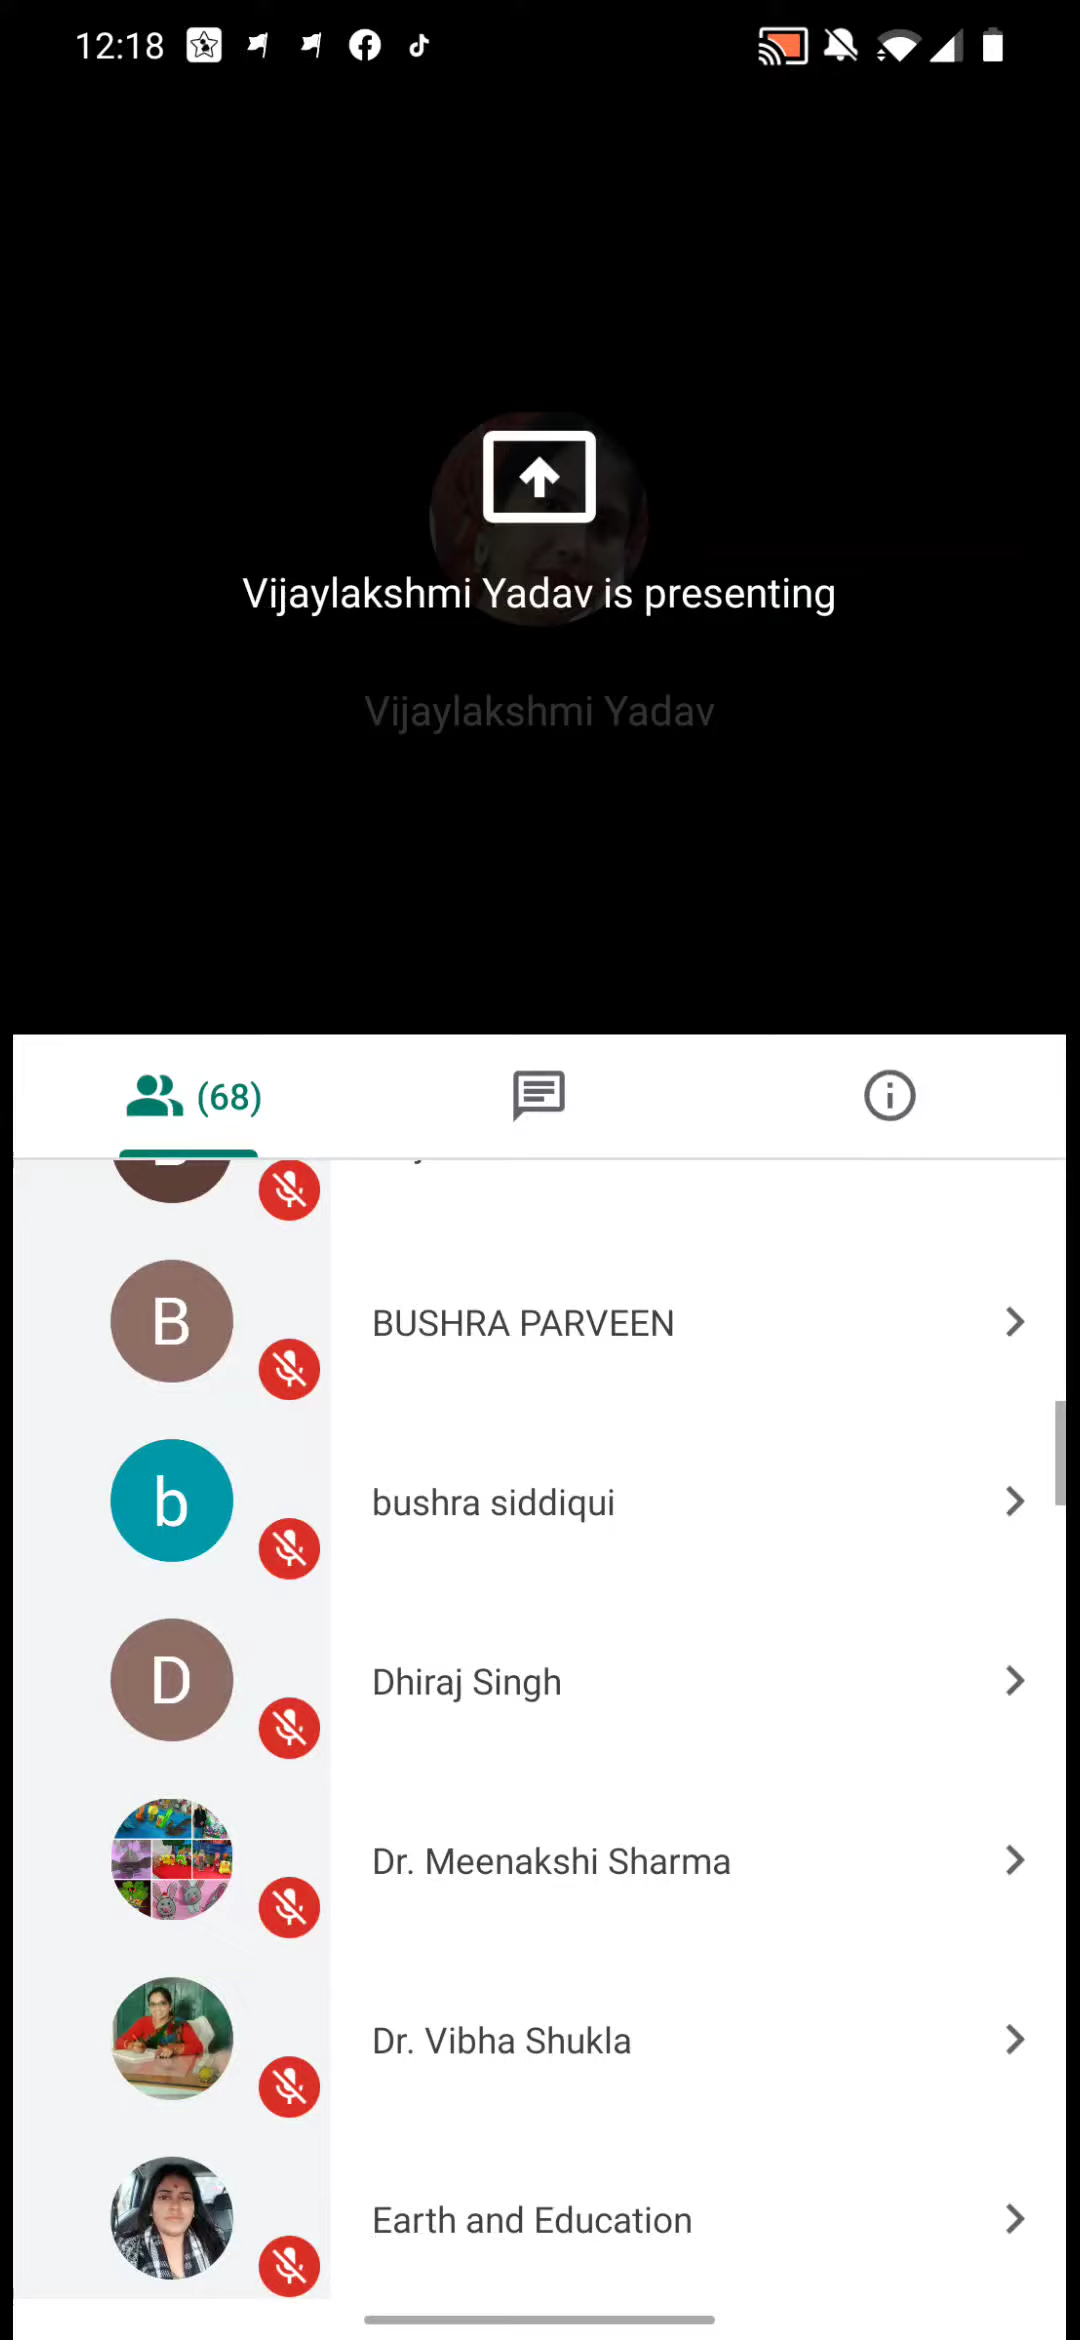 12:18
Vijaylakshmi Yadav is presenting
Vijaylakshmi Yadav
(68)
B
BUSHRA PARVEEN
b
bushra siddiqui
D
Dhiraj Singh
Dr. Meenakshi Sharma
Dr. Vibha Shukla
Earth and Education